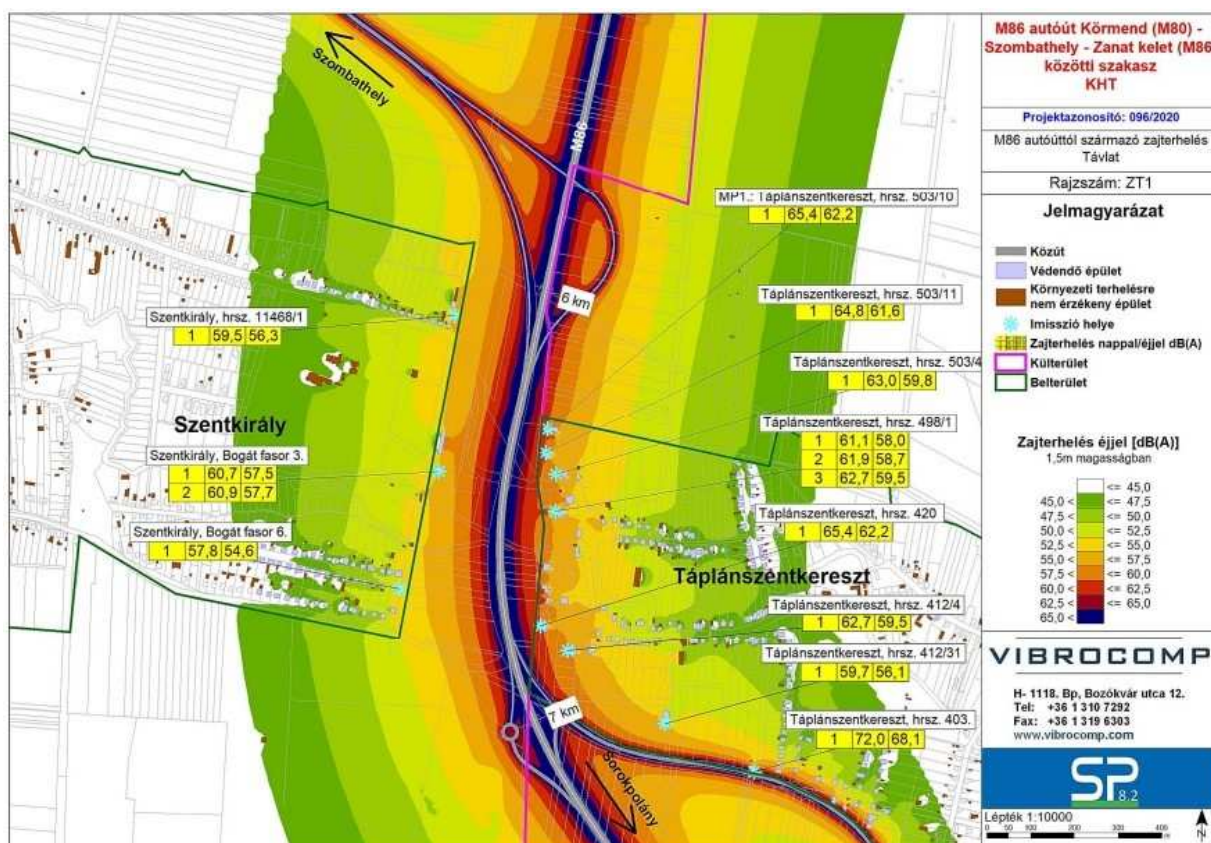 Szombathely
M86
6 km
7 km
Sorokpolány
Szentkirály
Táplánszentkereszt
Szentkirály, hrsz. 11468/1
1 59,5 56,3
Szentkirály, Bogát fasor 3.
1 60,7 57,5
2 60,9 57,7
Szentkirály, Bogát fasor 6.
1 57,8 54,6
MP1.: Táplánszentkereszt, hrsz. 503/10
1 65,4 62,2
Táplánszentkereszt, hrsz. 503/11
1 64,8 61,6
Táplánszentkereszt, hrsz. 503/4
1 63,0 59,8
Táplánszentkereszt, hrsz. 498/1
1 61,1 58,0
2 61,9 58,7
3 62,7 59,5
Táplánszentkereszt, hrsz. 420
1 65,4 62,2
Táplánszentkereszt, hrsz. 412/4
1 62,7 59,5
Táplánszentkereszt, hrsz. 412/31
1 59,7 56,1
Táplánszentkereszt, hrsz. 403.
1 72,0 68,1
M86 autóút Körmend (M80) -
Szombathely - Zanat kelet (M86
közötti szakasz
KHT
Projektazonosító: 096/2020
M86 autóúttól származó zajterhelés
Távlat
Rajzszám: ZT1
Jelmagyarázat
Közút
Védendő épület
Környezeti terhelésre
nem érzékeny épület
Imisszió helye
Zajterhelés nappal/éjjel dB(A)
Külterület
Belterület
Zajterhelés éjjel [dB(A)]
1,5m magasságban
<= 45,0
45,0 < <= 47,5
47,5 < <= 50,0
50,0 < <= 52,5
52,5 < <= 55,0
55,0 < <= 57,5
57,5 < <= 60,0
60,0 < <= 62,5
62,5 < <= 65,0
65,0 <
VIBROCOMP
H- 1118. Bp, Bozókvár utca 12.
Tel: +36 1 310 7292
Fax: +36 1 319 6303
www.vibrocomp.com
SP
8.2
Lépték 1:10000
0 50 100 200 300 400
m
N